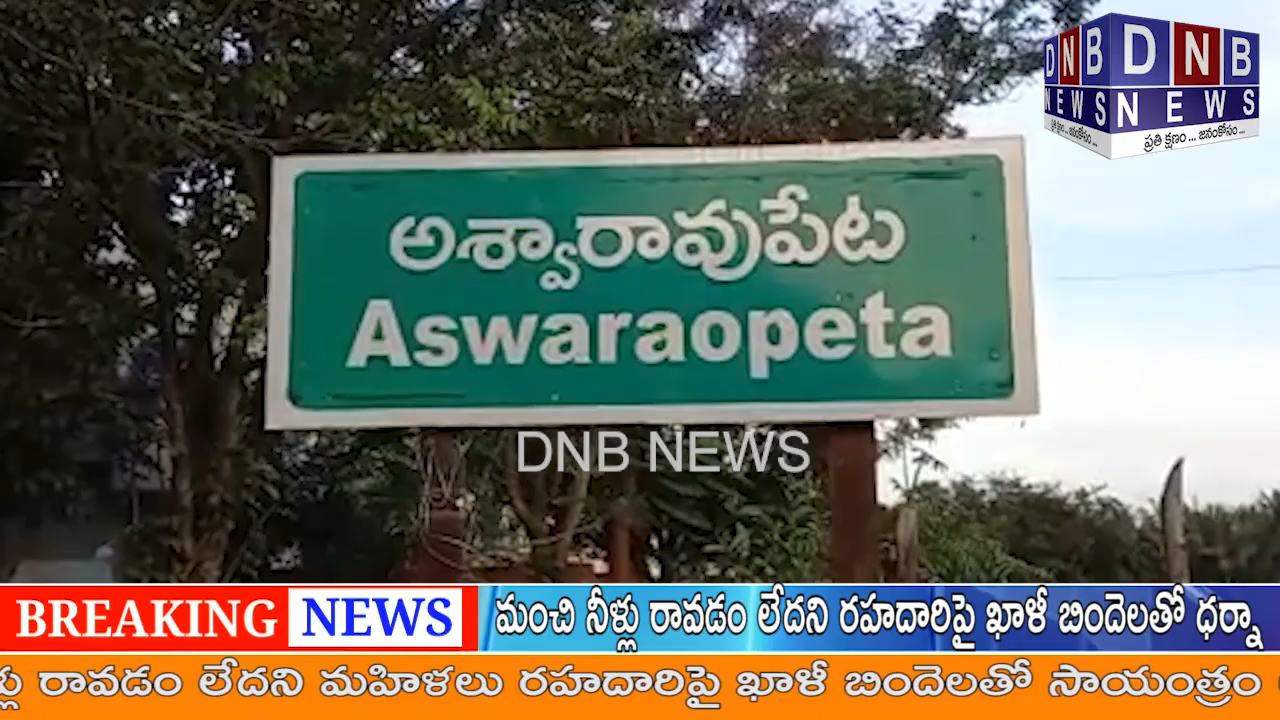 DNB DNB
NEWS NEWS
ప్రతి క్షణం... జనంకోసం...
అశ్వారావుపేట
Aswaraopeta
DNB NEWS
BREAKING NEWS మంచి నీళ్లు రావడం లేదని రహదారిపై ఖాళీ బిందెలతో ధర్నా
రావడం లేదని మహిళలు రహదారిపై ఖాళీ బిందెలతో సాయంత్రం